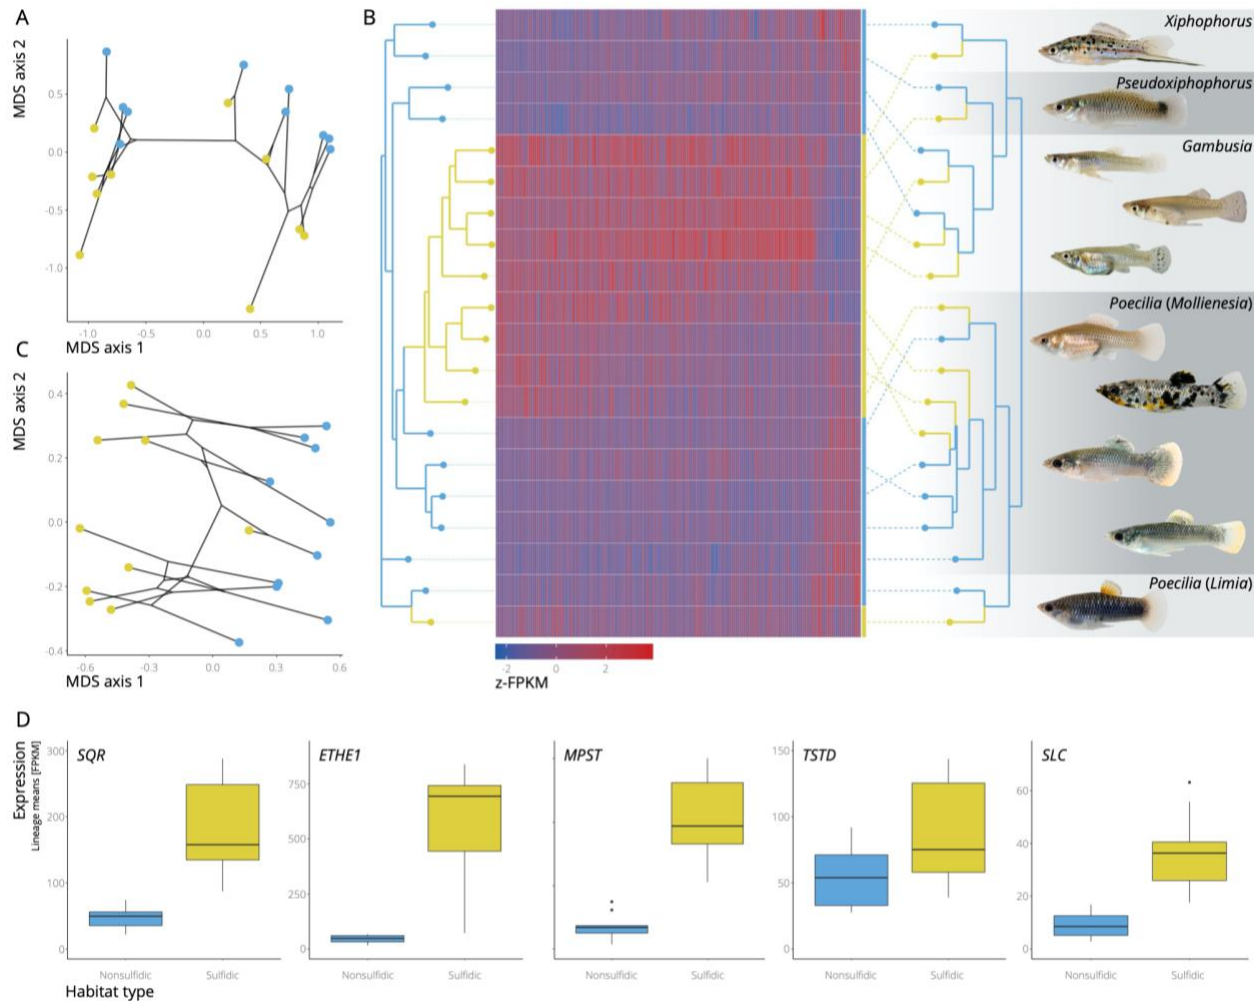 A
MDS axis 2
0.5
0.0
-0.5
-1.0
-1.0 -0.5 0.0 0.5 1.0
MDS axis 1
B
Xiphophorus
Pseudoxiphophorus
Gambusia
Poecilia (Mollienesia)
Poecilia (Limia)
-2 0 2
z-FPKM
C
MDS axis 2
0.4
0.2
0.0
-0.2
-0.4
-0.6 -0.3 0.0 0.3 0.6
MDS axis 1
D
Expression
Lineage means [FPKM]
SQR
300
200
100
0
Nonsulfidic Sulfidic
ETHE1
750
500
250
0
Nonsulfidic Sulfidic
MPST
Nonsulfidic Sulfidic
TSTD
150
100
50
0
Nonsulfidic Sulfidic
SLC
60
40
20
0
Nonsulfidic Sulfidic
Habitat type